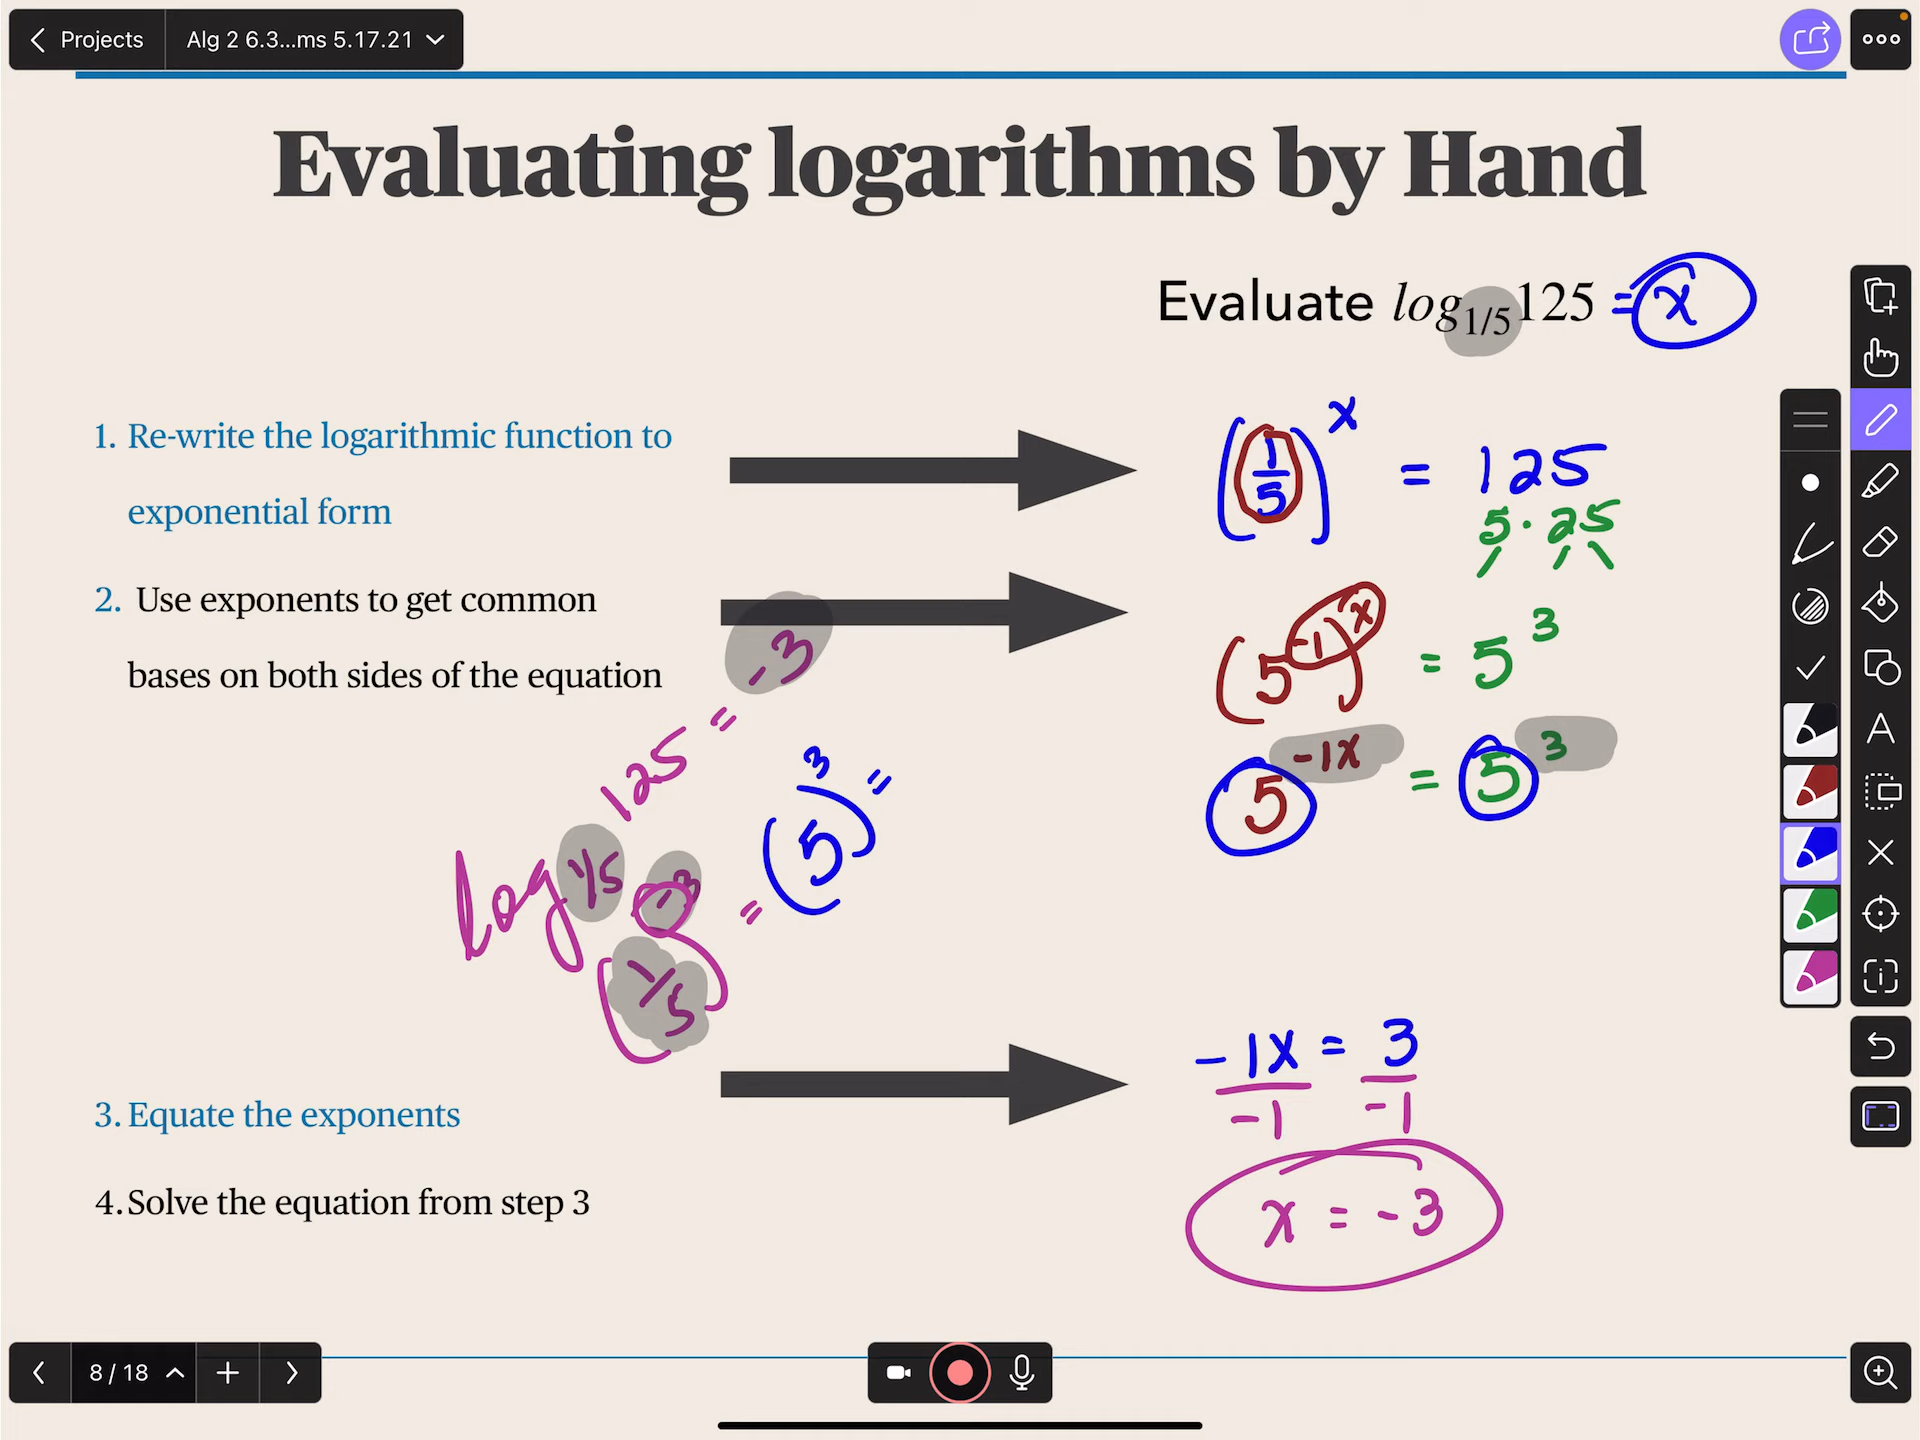 Projects
Alg 2 6.3...ms 5.17.21
Evaluating logarithms by Hand
Evaluate log1/5125 = x
1. Re-write the logarithmic function to
exponential form
(1/5)^x = 125
5 · 25
2. Use exponents to get common
bases on both sides of the equation
(5^-1)^x = 5^3
5^-1x = 5^3
log 1/5 125 = -3
(1/5)^-3 = (5)^3 =
3. Equate the exponents
-1x = 3
-1 -1
4. Solve the equation from step 3
x = -3
8 / 18